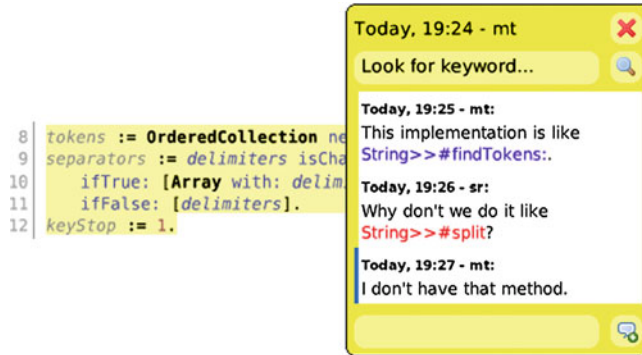 8 tokens := OrderedCollection ne
9 separators := delimiters isCha
10 ifTrue: [Array with: delim
11 ifFalse: [delimiters].
12 keyStop := 1.
Today, 19:24 - mt
Look for keyword...
Today, 19:25 - mt:
This implementation is like
String>>#findTokens:.
Today, 19:26 - sr:
Why don't we do it like
String>>#split?
Today, 19:27 - mt:
I don't have that method.